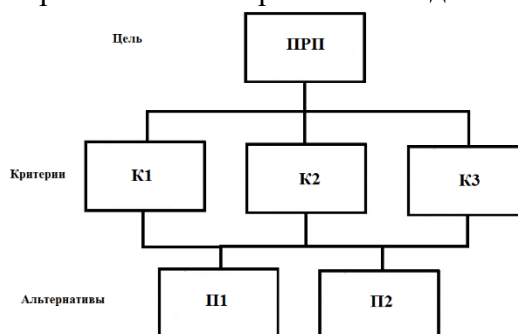 Цель
ПРП
Критерии
К1
К2
К3
Альтернативы
П1
П2